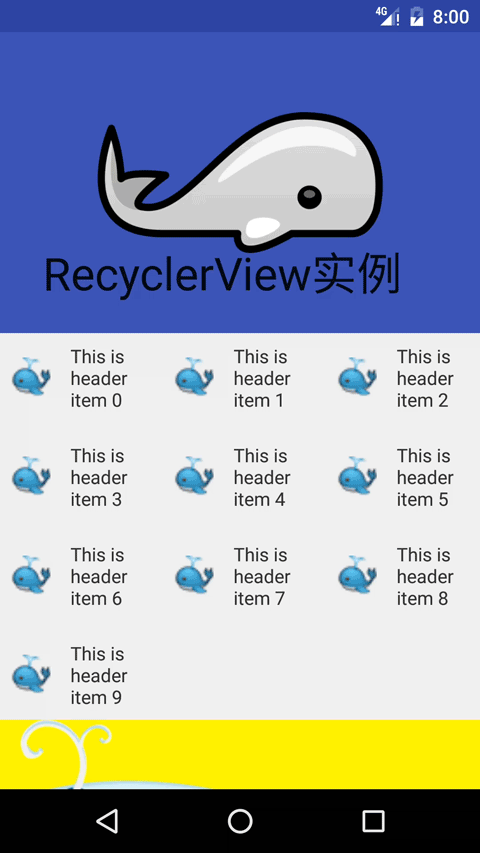 4G 8:00
RecyclerView实例
This is header item 0
This is header item 1
This is header item 2
This is header item 3
This is header item 4
This is header item 5
This is header item 6
This is header item 7
This is header item 8
This is header item 9